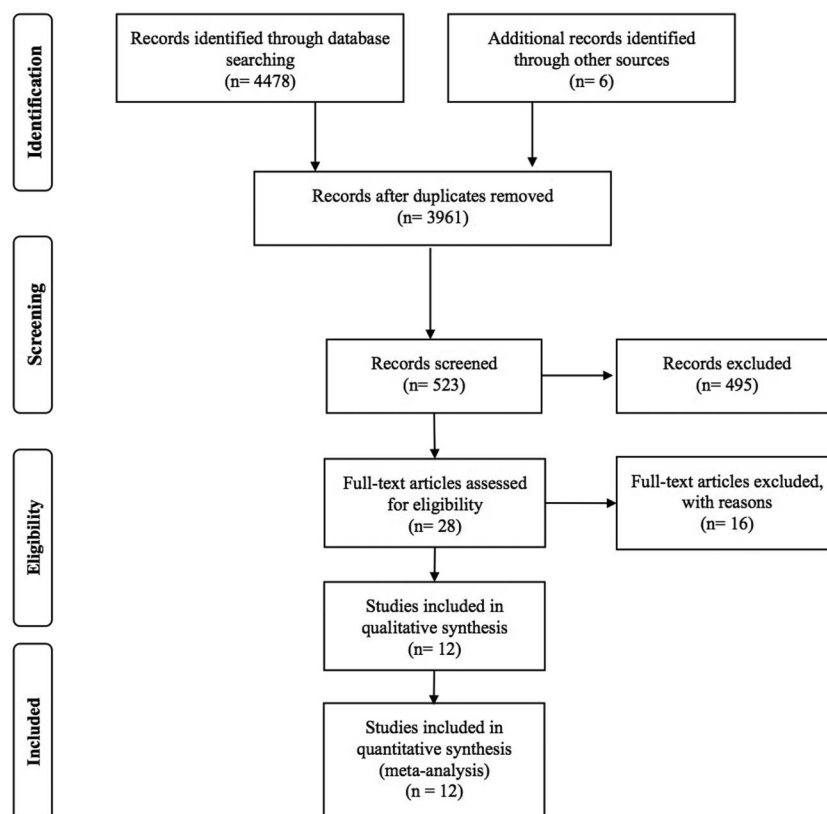 Identification
Records identified through database
searching
(n= 4478)
Additional records identified
through other sources
(n= 6)
Records after duplicates removed
(n= 3961)
Screening
Records screened
(n= 523)
Records excluded
(n= 495)
Eligibility
Full-text articles assessed
for eligibility
(n= 28)
Full-text articles excluded,
with reasons
(n= 16)
Studies included in
qualitative synthesis
(n= 12)
Included
Studies included in
quantitative synthesis
(meta-analysis)
(n = 12)